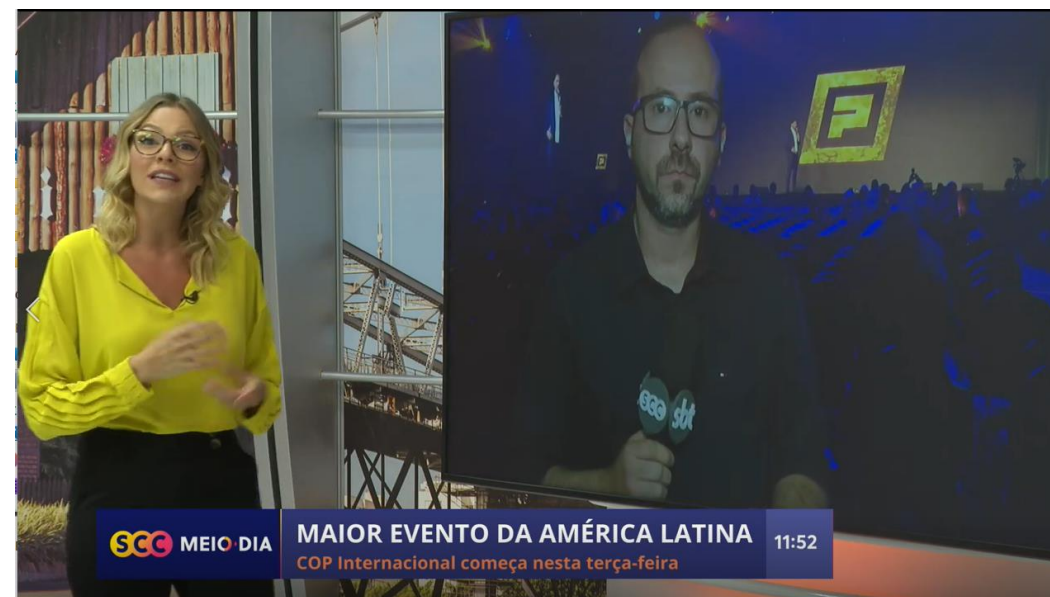 SCC
sbt
SCC MEIO DIA
MAIOR EVENTO DA AMÉRICA LATINA
COP Internacional começa nesta terça-feira
11:52